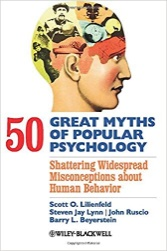 50
GREAT MYTHS OF POPULAR
PSYCHOLOGY
Shattering Widespread
Misconceptions about
Human Behavior
Scott O. Lilienfeld
Steven Jay Lynn | John Ruscio
Barry L. Beyerstein
WILEY-BLACKWELL